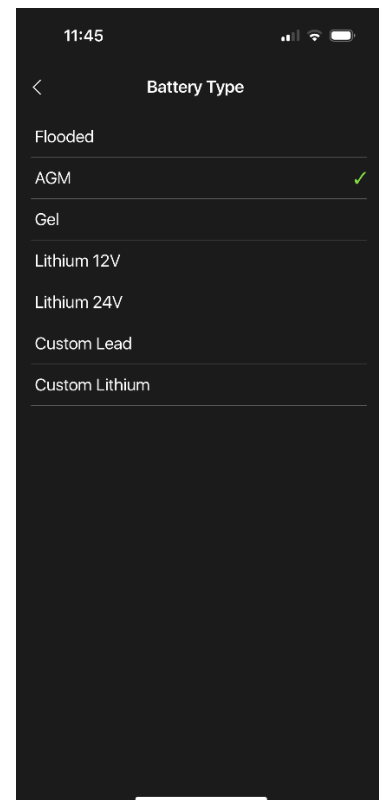 11:45
Battery Type
Flooded
AGM
Gel
Lithium 12V
Lithium 24V
Custom Lead
Custom Lithium